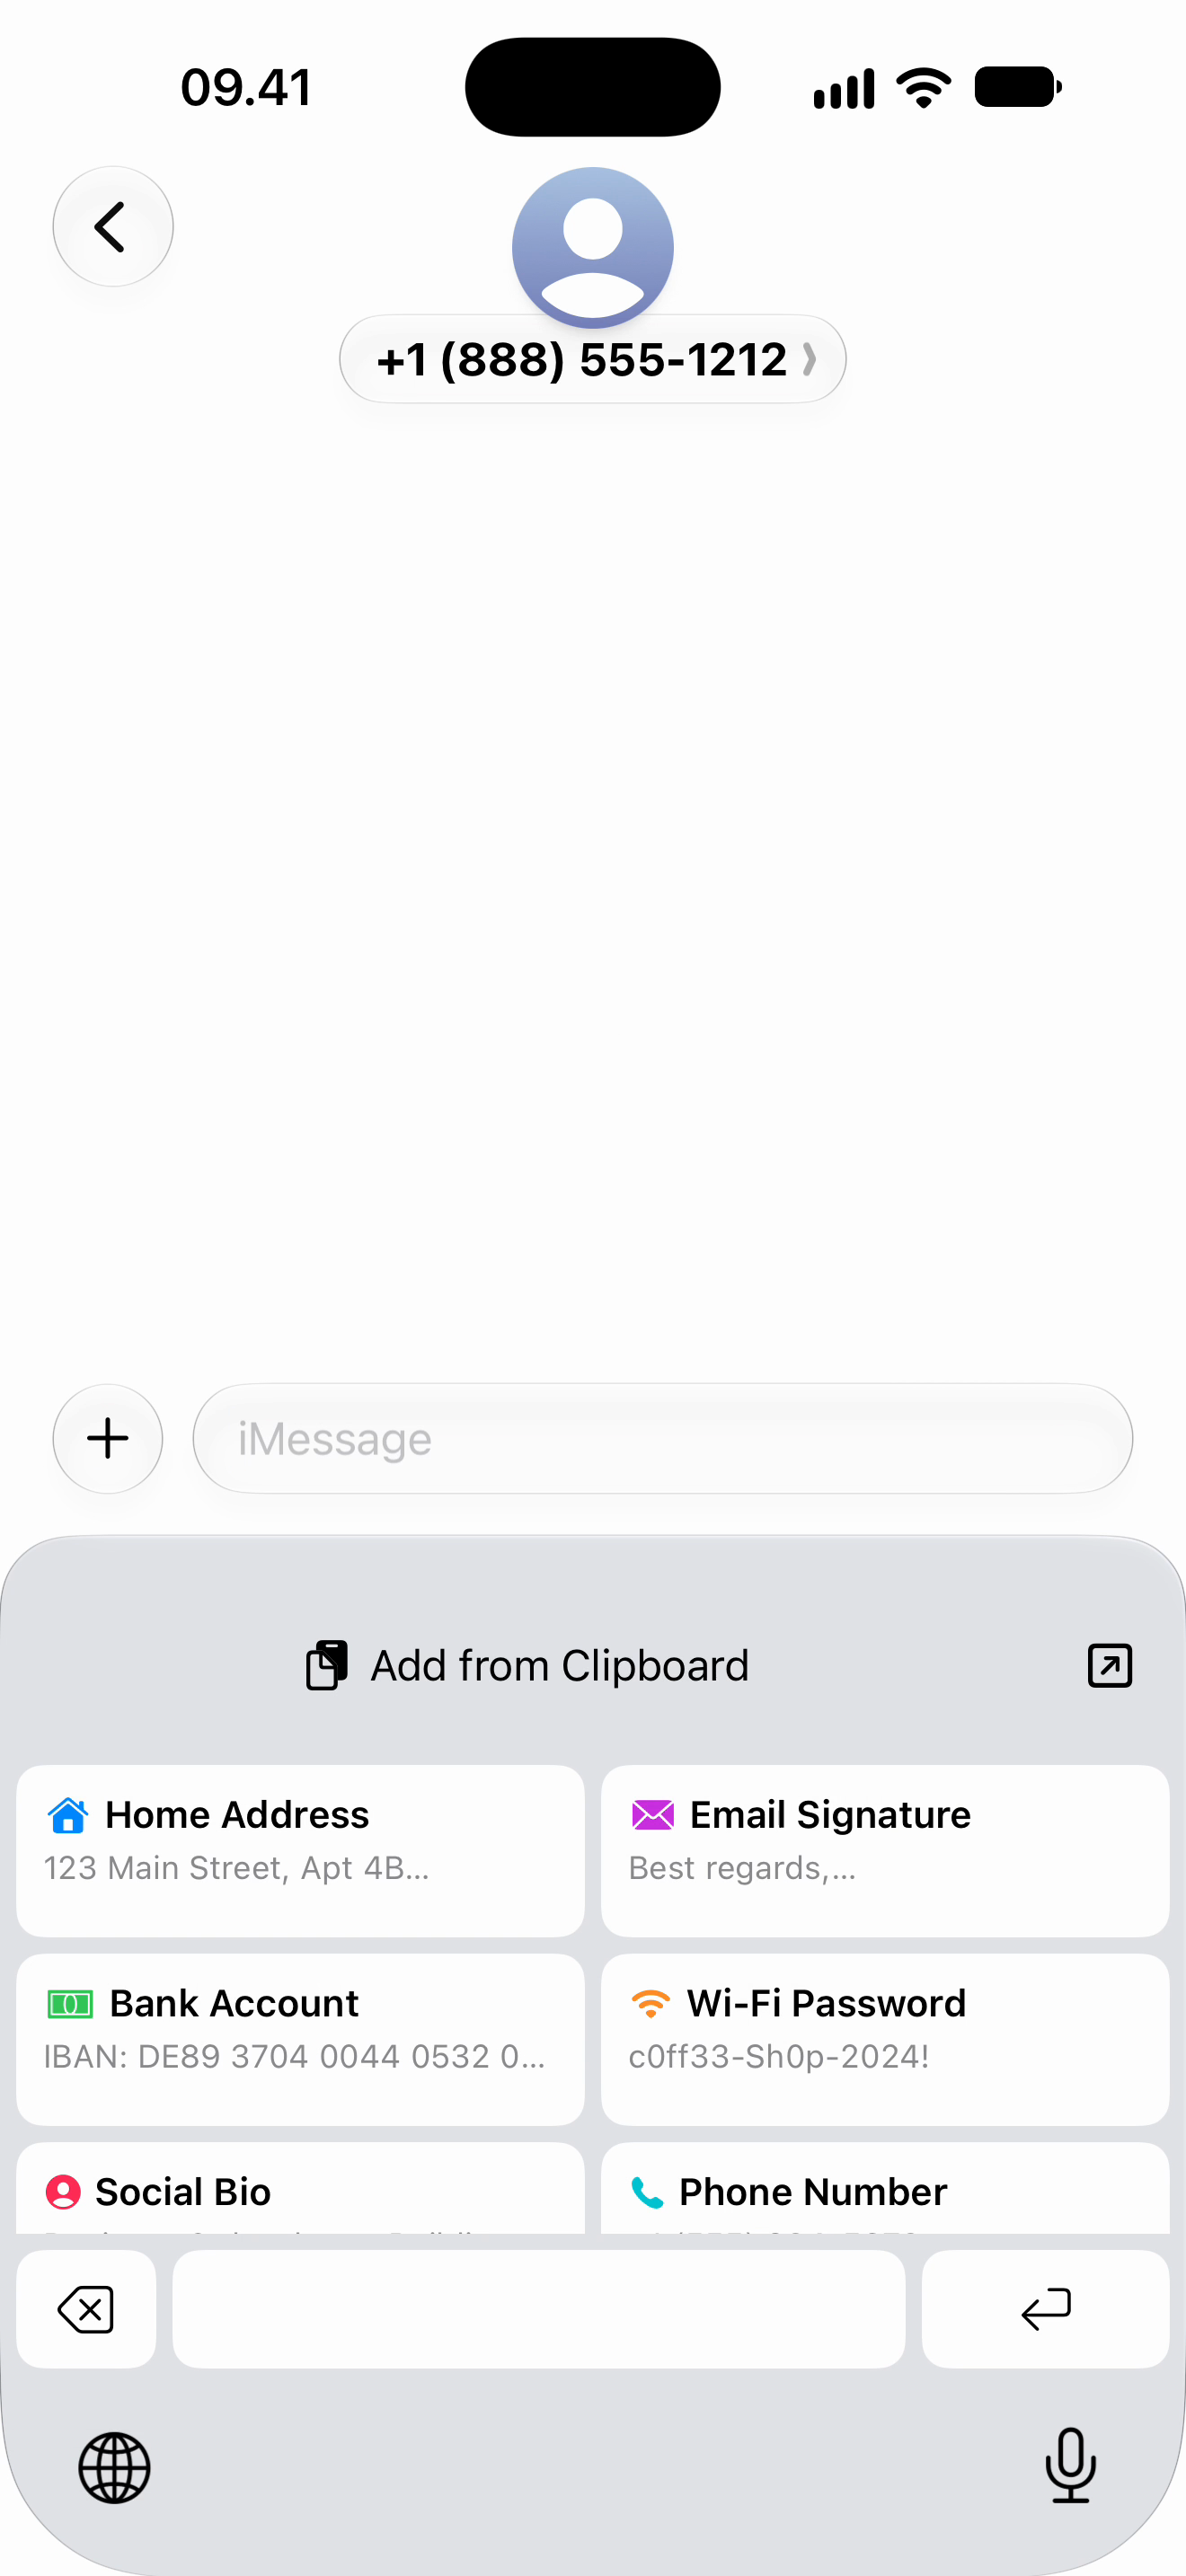 09.41
+1 (888) 555-1212
iMessage
Add from Clipboard
Home Address
123 Main Street, Apt 4B...
Email Signature
Best regards,...
Bank Account
IBAN: DE89 3704 0044 0532 0...
Wi-Fi Password
c0ff33-Sh0p-2024!
Social Bio
Phone Number